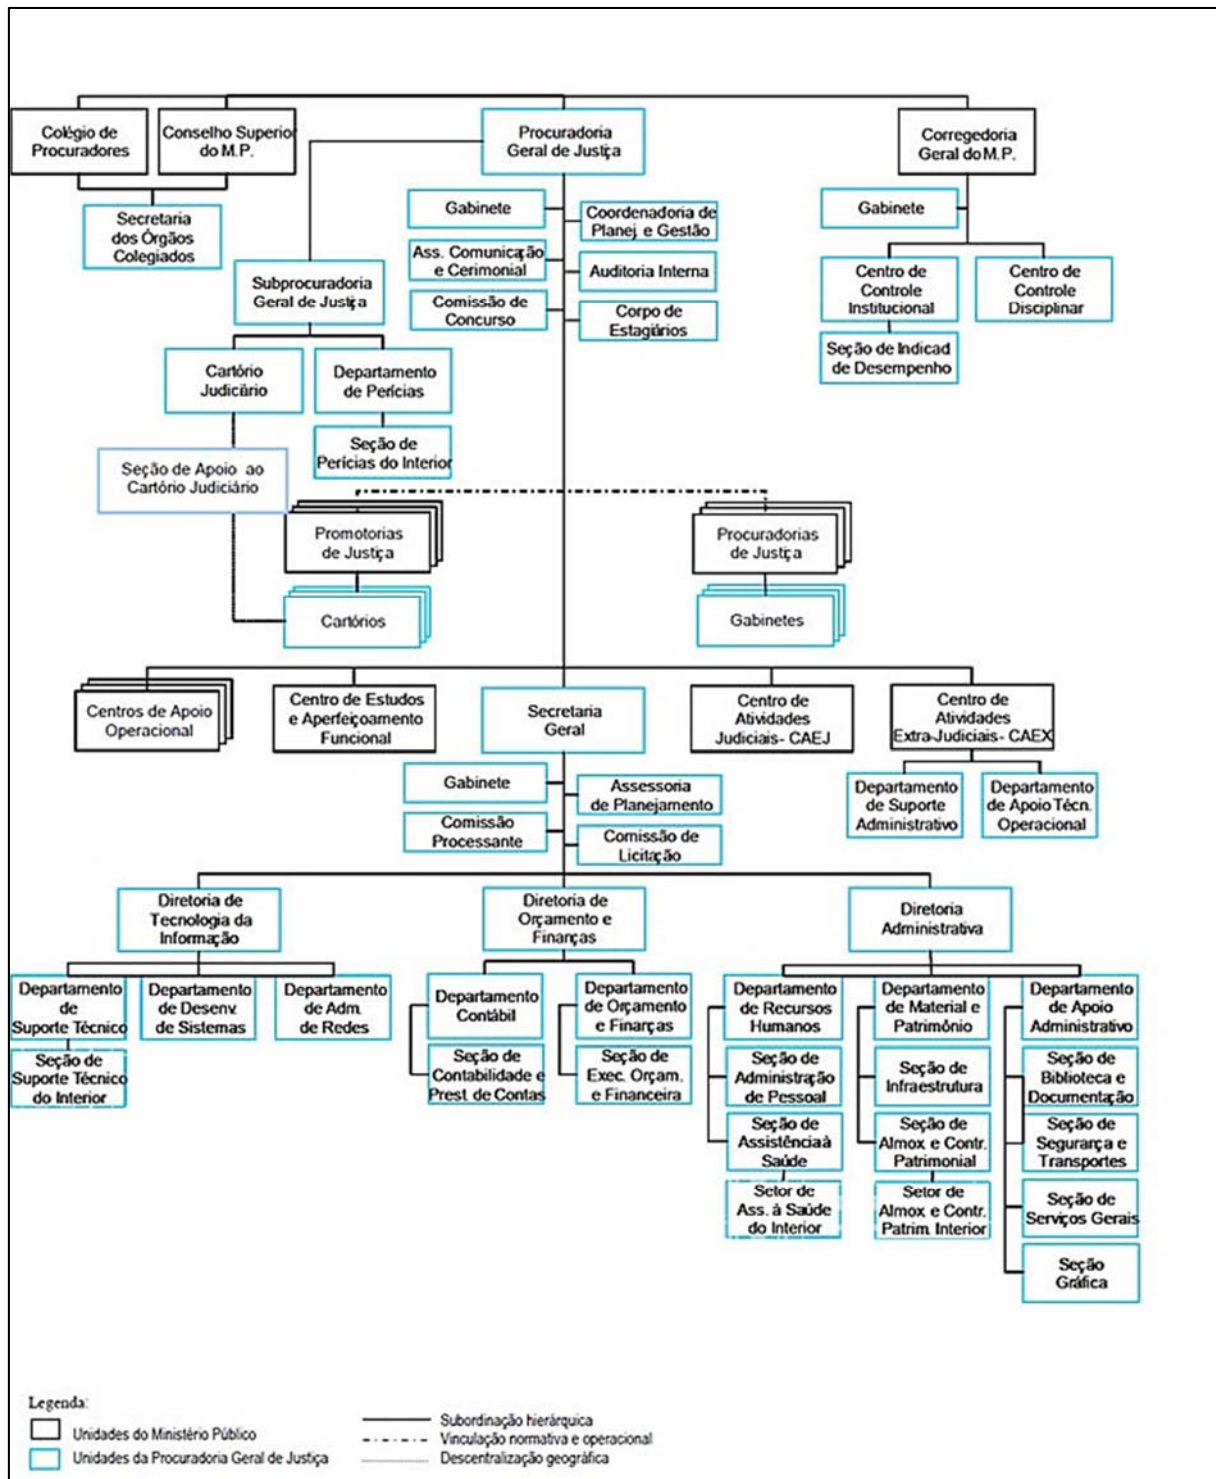 Colégio de
Procuradores
Conselho Superior
do M.P.
Procuradoria
Geral de Justiça
Corregedoria
Geral do M.P.
Secretaria
dos Órgãos
Colegiados
Gabinete
Coordenadoria de
Planej. e Gestão
Ass. Comunicação
e Cerimonial
Auditoria Interna
Comissão de
Concurso
Corpo de
Estagiários
Gabinete
Centro de
Controle
Institucional
Centro de
Controle
Disciplinar
Seção de Indicad
de Desempenho
Subprocuradoria
Geral de Justiça
Cartório
Judiciário
Departamento
de Perícias
Seção de
Perícias do Interior
Seção de Apoio ao
Cartório Judiciário
Promotorias
de Justiça
Procuradorias
de Justiça
Cartórios
Gabinetes
Centros de Apoio
Operacional
Centro de Estudos
e Aperfeiçoamento
Funcional
Secretaria
Geral
Centro de
Atividades
Judiciais- CAEJ
Centro de
Atividades
Extra-Judiciais- CAEX
Gabinete
Assessoria
de Planejamento
Comissão
Processante
Comissão de
Licitação
Departamento
de Suporte
Administrativo
Departamento
de Apoio Técn.
Operacional
Diretoria de
Tecnologia da
Informação
Diretoria de
Orçamento e
Finanças
Diretoria
Administrativa
Departamento
de
Suporte Técnico
Departamento
de Desenv.
de Sistemas
Departamento
de Adm.
de Redes
Seção de
Suporte Técnico
do Interior
Departamento
Contábil
Departamento
de Orçamento
e Finanças
Seção de
Contabilidade e
Prest. de Contas
Seção de
Exec. Orçam.
e Financeira
Departamento
de Recursos
Humanos
Departamento
de Material e
Patrimônio
Departamento
de Apoio
Administrativo
Seção de
Administração
de Pessoal
Seção de
Infraestrutura
Seção de
Biblioteca e
Documentação
Seção de
Assistência à
Saúde
Seção de
Almox e Contr.
Patrimonial
Seção de
Segurança e
Transportes
Setor de
Ass. à Saúde
do Interior
Setor de
Almox e Contr.
Patrim. Interior
Seção de
Serviços Gerais
Seção
Gráfica
Legenda:
Unidades do Ministério Público
Unidades da Procuradoria Geral de Justiça
Subordinação hierárquica
Vinculação normativa e operacional
Descentralização geográfica